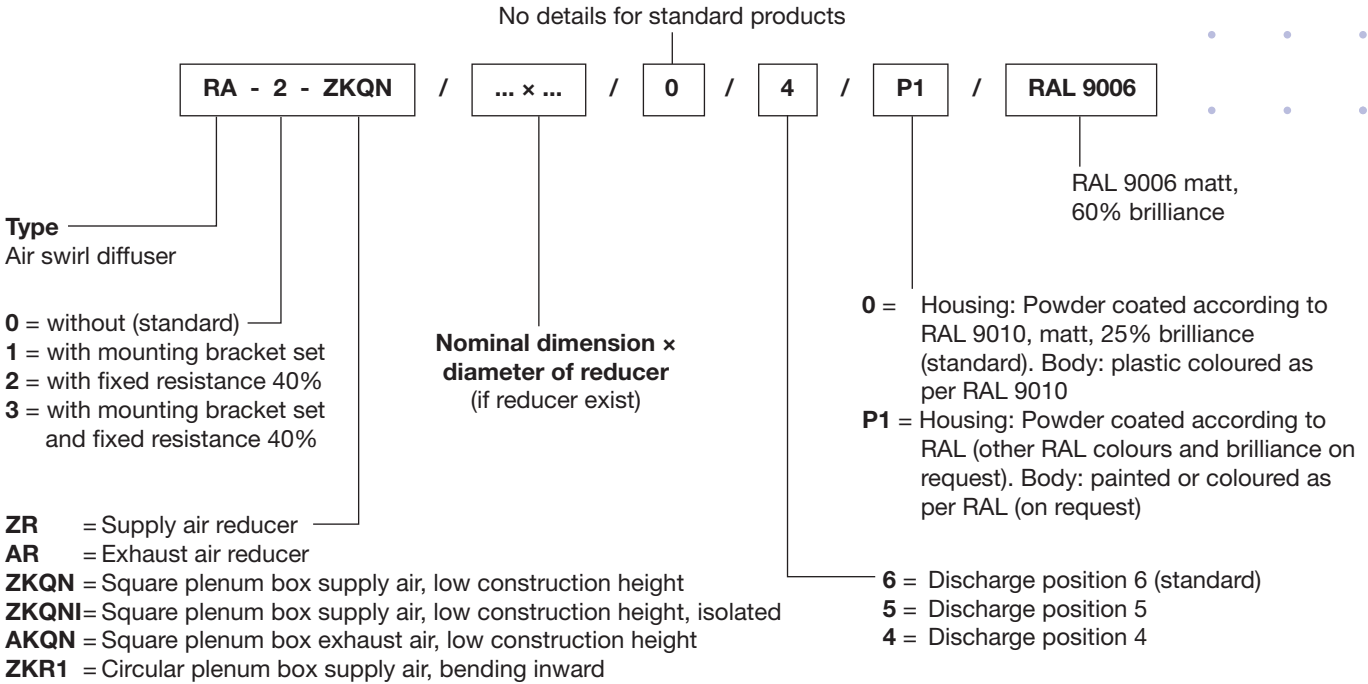 No details for standard products
RA - 2 - ZKQN / ... × ... / 0 / 4 / P1 / RAL 9006
RAL 9006 matt,
60% brilliance
Type
Air swirl diffuser
0 = without (standard)
1 = with mounting bracket set
2 = with fixed resistance 40%
3 = with mounting bracket set
and fixed resistance 40%
Nominal dimension ×
diameter of reducer
(if reducer exist)
0 = Housing: Powder coated according to
RAL 9010, matt, 25% brilliance
(standard). Body: plastic coloured as
per RAL 9010
P1 = Housing: Powder coated according to
RAL (other RAL colours and brilliance on
request). Body: painted or coloured as
per RAL (on request)
ZR = Supply air reducer
AR = Exhaust air reducer
ZKQN = Square plenum box supply air, low construction height
ZKQNI= Square plenum box supply air, low construction height, isolated
AKQN = Square plenum box exhaust air, low construction height
ZKR1 = Circular plenum box supply air, bending inward
6 = Discharge position 6 (standard)
5 = Discharge position 5
4 = Discharge position 4